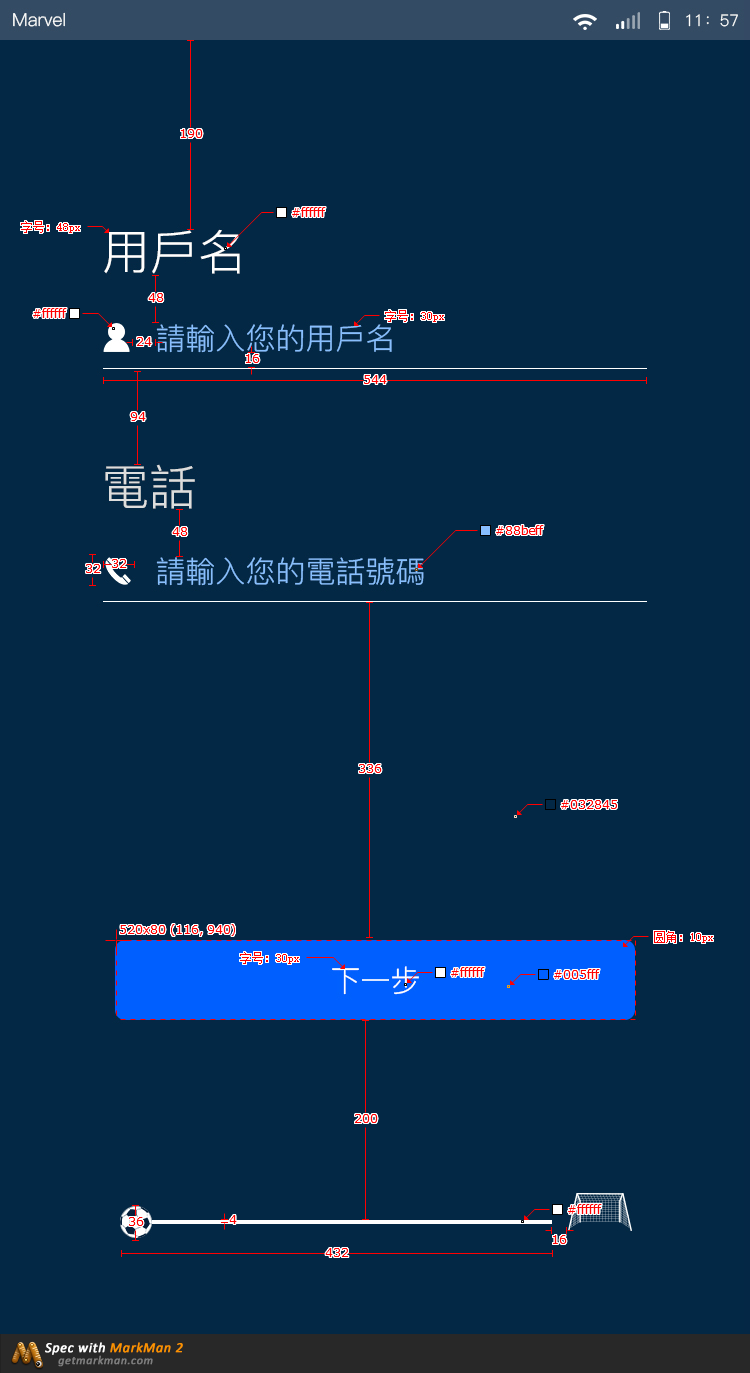 Marvel 11: 57
190
#ffffff
字号: 48px
用戶名
48
#ffffff
字号: 30px
24
請輸入您的用戶名
16
544
94
電話
48
#88beff
32
32
請輸入您的電話號碼
336
#032845
520x80 (116, 940)
圆角: 10px
字号: 30px
下一步
#ffffff
#005fff
200
#ffffff
36
4
16
432
Spec with MarkMan 2
getmarkman.com